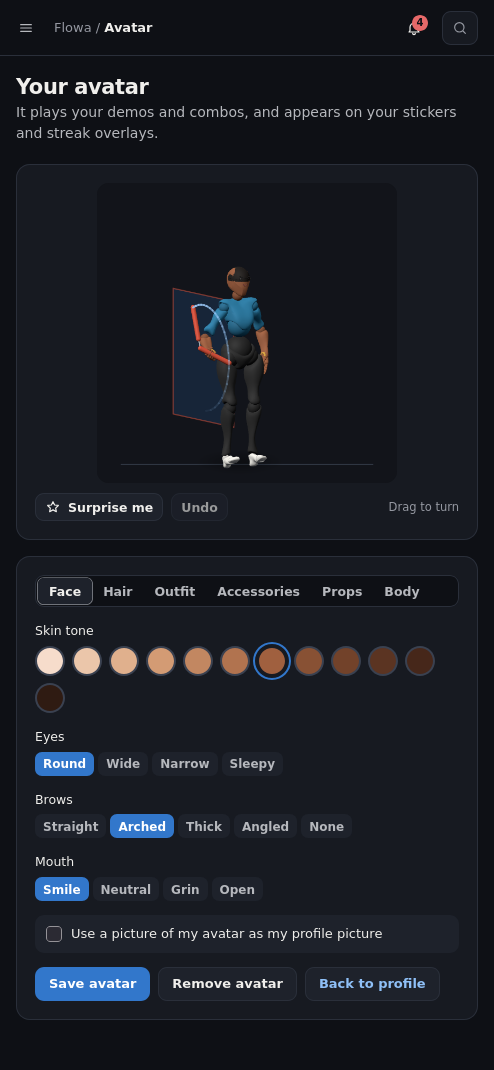 Flowa / Avatar
4
Your avatar
It plays your demos and combos, and appears on your stickers
and streak overlays.
Surprise me
Undo
Drag to turn
Face Hair Outfit Accessories Props Body
Skin tone
Eyes
Round Wide Narrow Sleepy
Brows
Straight Arched Thick Angled None
Mouth
Smile Neutral Grin Open
Use a picture of my avatar as my profile picture
Save avatar Remove avatar Back to profile